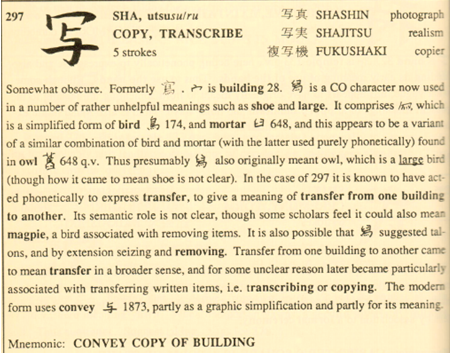 297 写 SHA, utsusu/ru 写真 SHASHIN photograph
COPY, TRANSCRIBE 写実 SHAJITSU realism
5 strokes 複写機 FUKUSHAKI copier
Somewhat obscure. Formerly 寫 . 宀 is building 28. 舄 is a CO character now used
in a number of rather unhelpful meanings such as shoe and large. It comprises , which
is a simplified form of bird 鳥 174, and mortar 臼 648, and this appears to be a variant
of a similar combination of bird and mortar (with the latter used purely phonetically) found
in owl 舊 648 q.v. Thus presumably 舄 also originally meant owl, which is a large bird
(though how it came to mean shoe is not clear). In the case of 297 it is known to have act-
ed phonetically to express transfer, to give a meaning of transfer from one building
to another. Its semantic role is not clear, though some scholars feel it could also mean
magpie, a bird associated with removing items. It is also possible that 舄 suggested tal-
ons, and by extension seizing and removing. Transfer from one building to another came
to mean transfer in a broader sense, and for some unclear reason later became particularly
associated with transferring written items, i.e. transcribing or copying. The modern
form uses convey 与 1873, partly as a graphic simplification and partly for its meaning.
Mnemonic: CONVEY COPY OF BUILDING